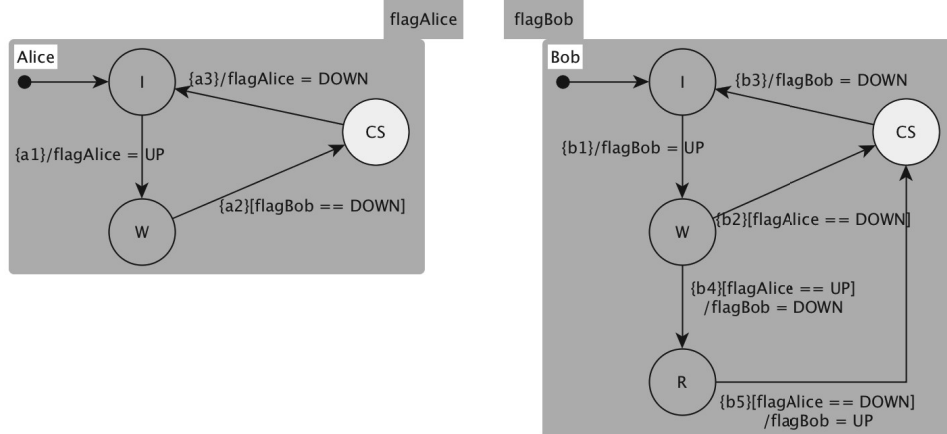 flagAlice
flagBob
Alice
I
{a3}/flagAlice = DOWN
CS
{a1}/flagAlice = UP
{a2}[flagBob == DOWN]
W
Bob
I
{b3}/flagBob = DOWN
CS
{b1}/flagBob = UP
{b2}[flagAlice == DOWN]
W
{b4}[flagAlice == UP]
/flagBob = DOWN
R
{b5}[flagAlice == DOWN]
/flagBob = UP